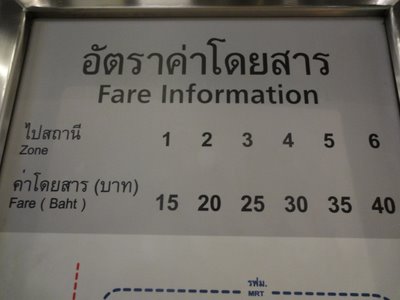 อัตราค่าโดยสาร
Fare Information
ไปสถานี 1 2 3 4 5 6
Zone
ค่าโดยสาร (บาท) 15 20 25 30 35 40
Fare ( Baht )
รฟม.
MRT